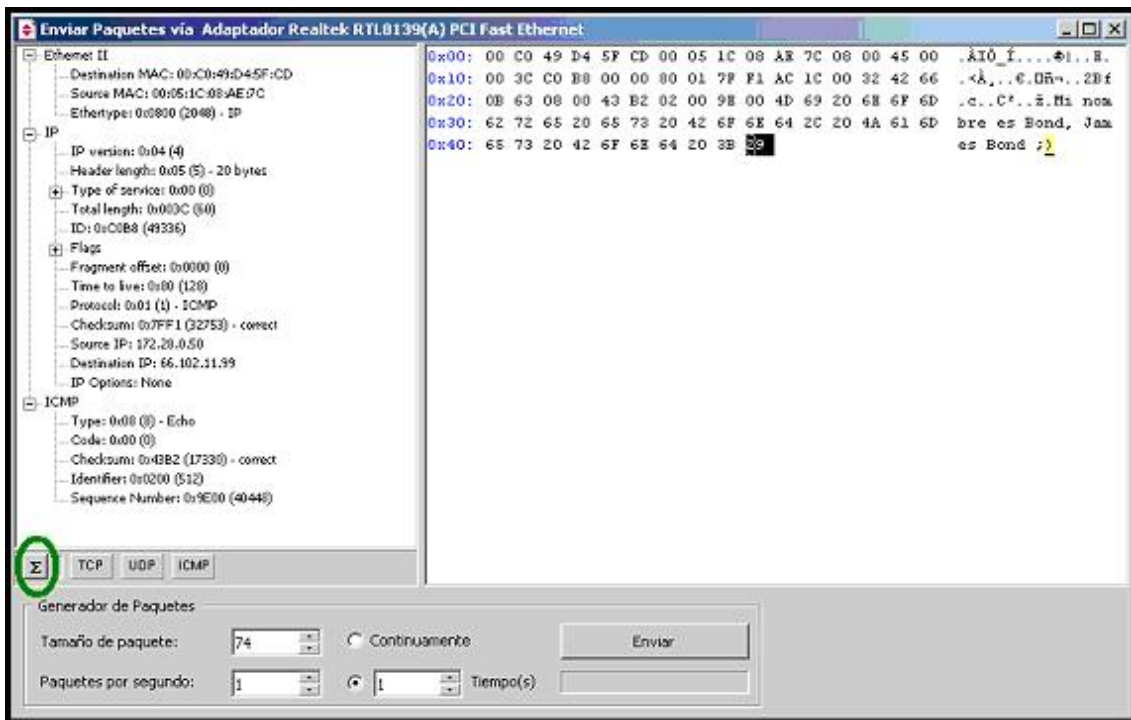 Enviar Paquetes vía Adaptador Realtek RTL8139(A) PCI Fast Ethernet
Ethernet II
Destination MAC: 00:C0:49:D4:5F:CD
Source MAC: 00:05:1C:08:AE:7C
Ethertype: 0x0800 (2048) - IP
IP
IP version: 0x04 (4)
Header length: 0x05 (5) - 20 bytes
Type of service: 0x00 (0)
Total length: 0x003C (60)
ID: 0xC0B8 (49336)
Flags
Fragment offset: 0x0000 (0)
Time to live: 0x80 (128)
Protocol: 0x01 (1) - ICMP
Checksum: 0x7FF1 (32753) - correct
Source IP: 172.28.0.50
Destination IP: 66.102.11.99
IP Options: None
ICMP
Type: 0x08 (8) - Echo
Code: 0x00 (0)
Checksum: 0x43B2 (17330) - correct
Identifier: 0x0200 (512)
Sequence Number: 0x9E00 (40448)
0x00: 00 C0 49 D4 5F CD 00 05 1C 08 AE 7C 08 00 45 00
0x10: 00 3C C0 B8 00 00 80 01 7F F1 AC 1C 00 32 42 66
0x20: 0B 63 08 00 43 B2 02 00 9E 00 4D 69 20 6E 6F 6D
0x30: 62 72 65 20 65 73 20 42 6F 6E 64 2C 20 4A 61 6D
0x40: 65 73 20 42 6F 6E 64 20 3B 29
.ÀIÔ_Í....®|..E.
.c..C²..ž.Mi nom
bre es Bond, Jam
es Bond ;)
Σ TCP UDP ICMP
Generador de Paquetes
Tamaño de paquete: 74 Continuamente Enviar
Paquetes por segundo: 1 1 Tiempo(s)